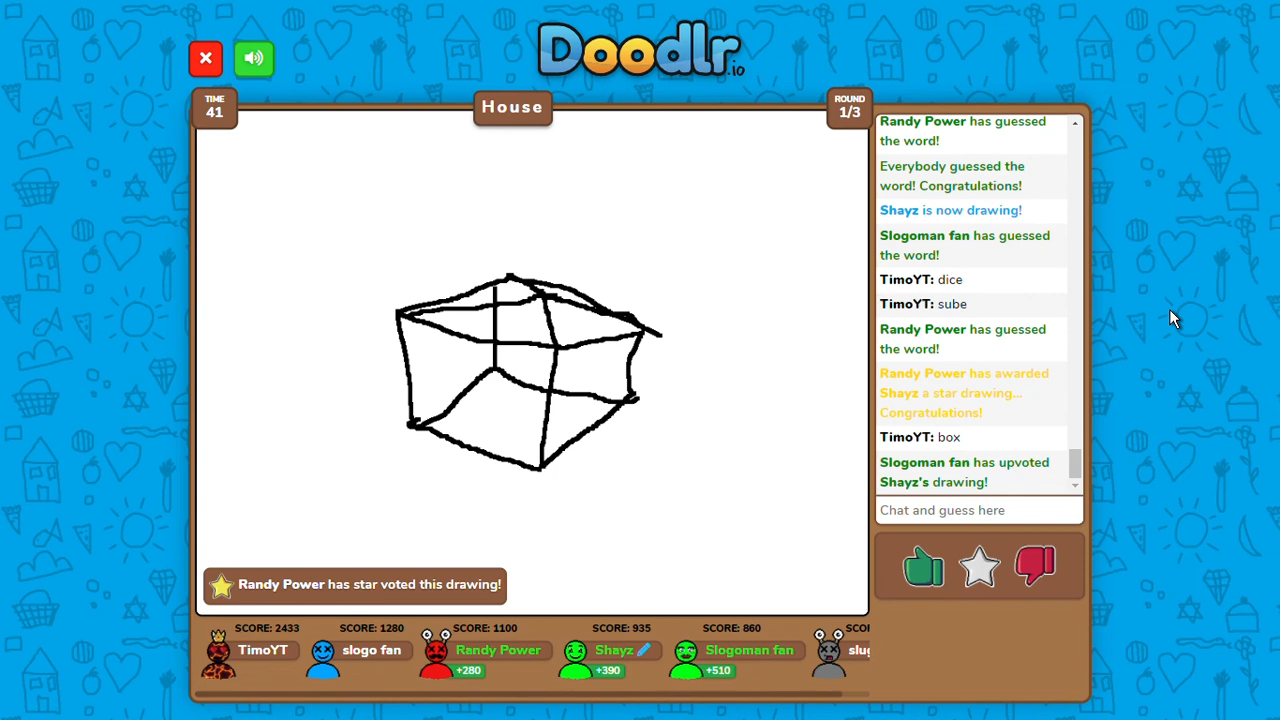 Doodlr
.io
TIME
41
House
ROUND
1/3
Randy Power has guessed
the word!
Everybody guessed the
word! Congratulations!
Shayz is now drawing!
Slogoman fan has guessed
the word!
TimoYT: dice
TimoYT: sube
Randy Power has guessed
the word!
Randy Power has awarded
Shayz a star drawing...
Congratulations!
TimoYT: box
Slogoman fan has upvoted
Shayz's drawing!
Chat and guess here
Randy Power has star voted this drawing!
SCORE: 2433
TimoYT
SCORE: 1280
slogo fan
SCORE: 1100
Randy Power
+280
SCORE: 935
Shayz
+390
SCORE: 860
Slogoman fan
+510